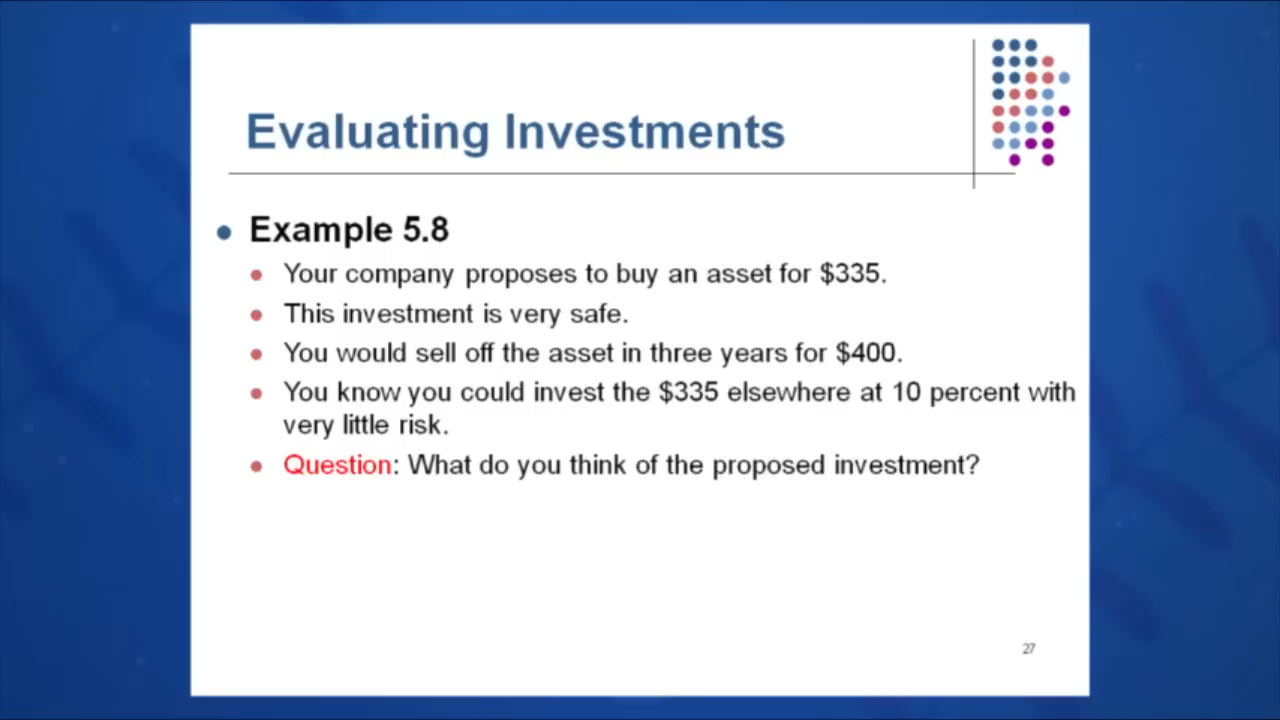 Evaluating Investments
Example 5.8
Your company proposes to buy an asset for $335.
This investment is very safe.
You would sell off the asset in three years for $400.
You know you could invest the $335 elsewhere at 10 percent with
very little risk.
Question: What do you think of the proposed investment?
27